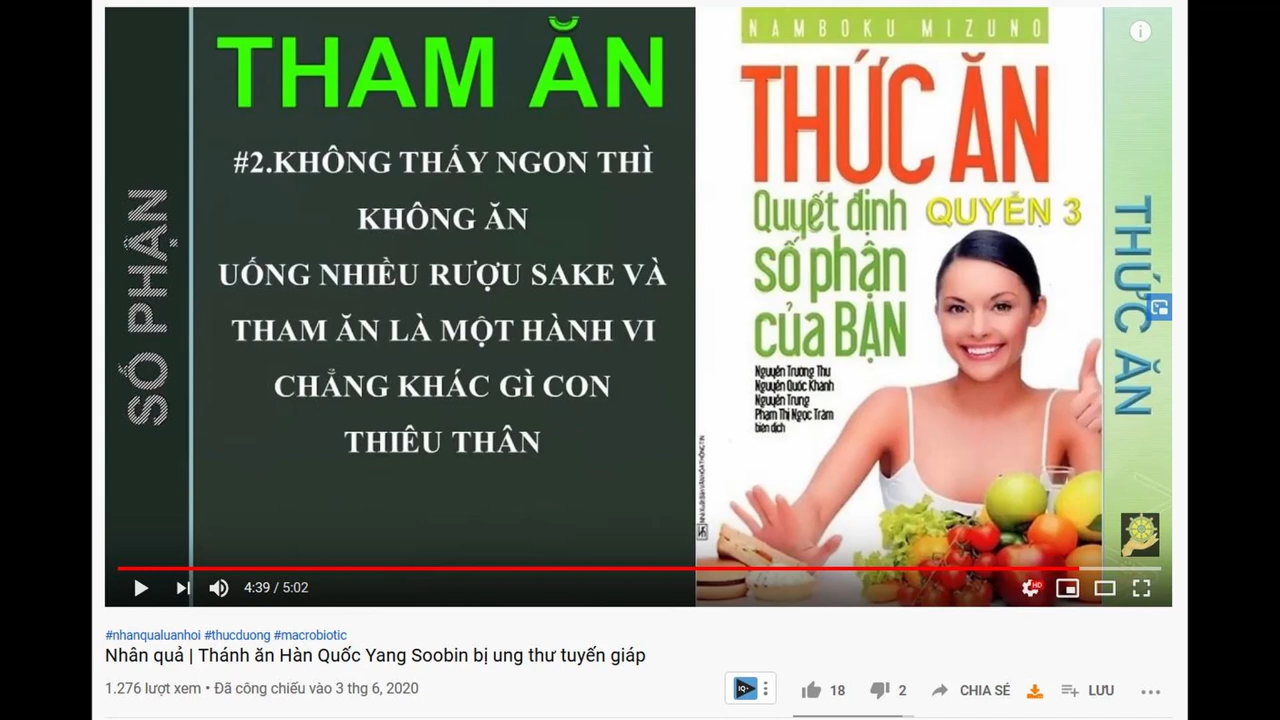 SỐ PHẬN
THAM ĂN
#2.KHÔNG THẤY NGON THÌ
KHÔNG ĂN
UỐNG NHIỀU RƯỢU SAKE VÀ
THAM ĂN LÀ MỘT HÀNH VI
CHẲNG KHÁC GÌ CON
THIÊU THÂN
NAMBOKU MIZUNO
THỨC ĂN
Quyết định QUYỂN 3
số phận
của BẠN
Nguyễn Trương Thư
Nguyễn Quốc Khánh
Nguyễn Trung
Phạm Thị Ngọc Trâm
biên dịch
THỨC ĂN
4:39 / 5:02
HD
#nhanqualuanhoi #thucduong #macrobiotic
Nhân quả | Thánh ăn Hàn Quốc Yang Soobin bị ung thư tuyến giáp
1.276 lượt xem • Đã công chiếu vào 3 thg 6, 2020
IQ+
18
2
CHIA SẺ
LƯU